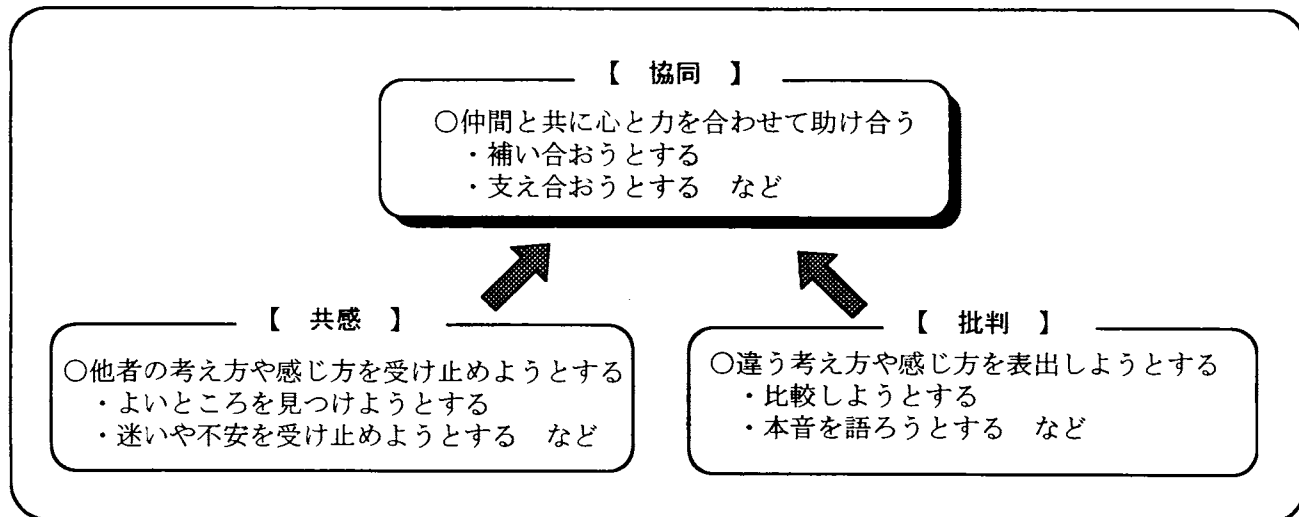 【　協同　】
○仲間と共に心と力を合わせて助け合う
・補い合おうとする
・支え合おうとする　など
【　共感　】
○他者の考え方や感じ方を受け止めようとする
・よいところを見つけようとする
・迷いや不安を受け止めようとする　など
【　批判　】
○違う考え方や感じ方を表出しようとする
・比較しようとする
・本音を語ろうとする　など